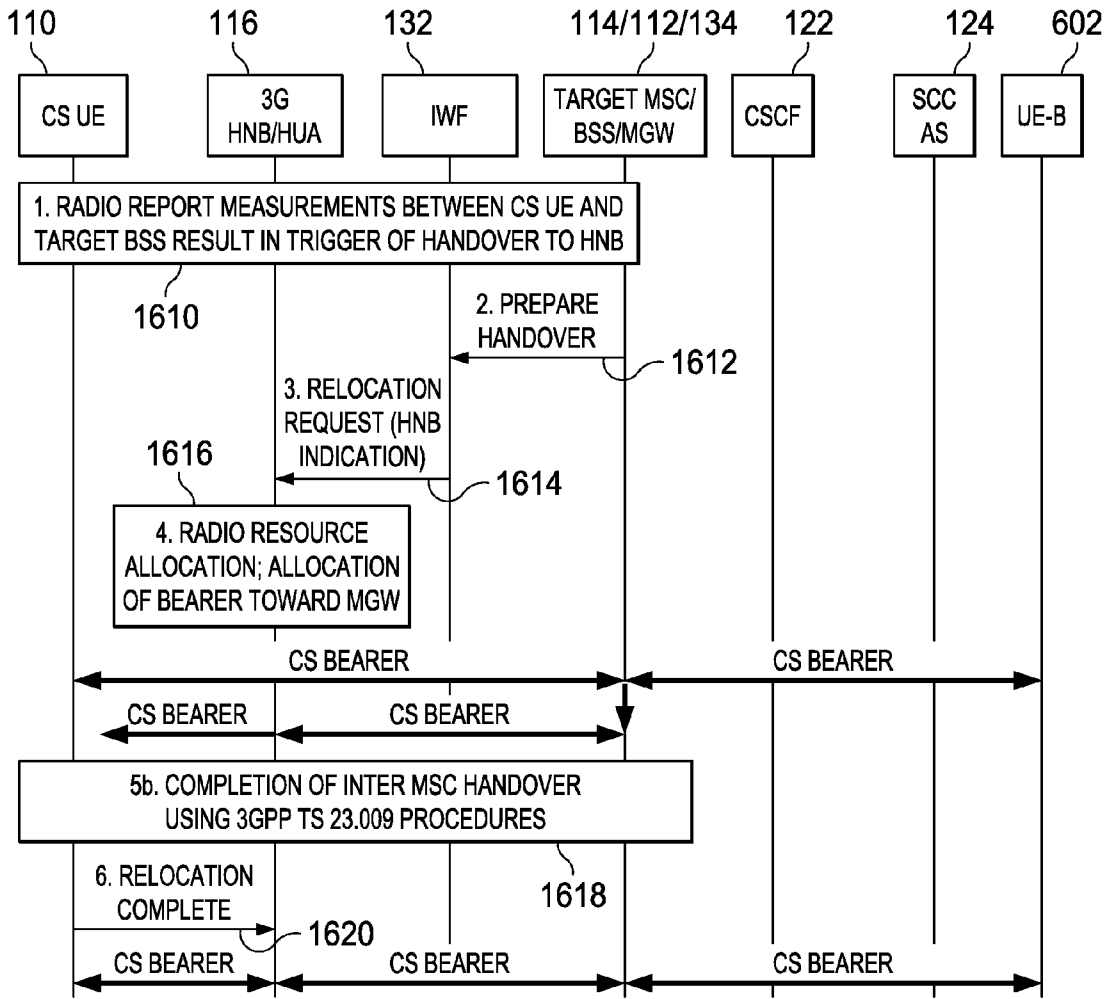 110
116
132
114/112/134
122
124
602
CS UE
3G
HNB/HUA
IWF
TARGET MSC/
BSS/MGW
CSCF
SCC
AS
UE-B
1. RADIO REPORT MEASUREMENTS BETWEEN CS UE AND
TARGET BSS RESULT IN TRIGGER OF HANDOVER TO HNB
1610
2. PREPARE
HANDOVER
1612
3. RELOCATION
REQUEST (HNB
INDICATION)
1614
1616
4. RADIO RESOURCE
ALLOCATION; ALLOCATION
OF BEARER TOWARD MGW
CS BEARER
CS BEARER
CS BEARER
CS BEARER
5b. COMPLETION OF INTER MSC HANDOVER
USING 3GPP TS 23.009 PROCEDURES
1618
6. RELOCATION
COMPLETE
1620
CS BEARER
CS BEARER
CS BEARER